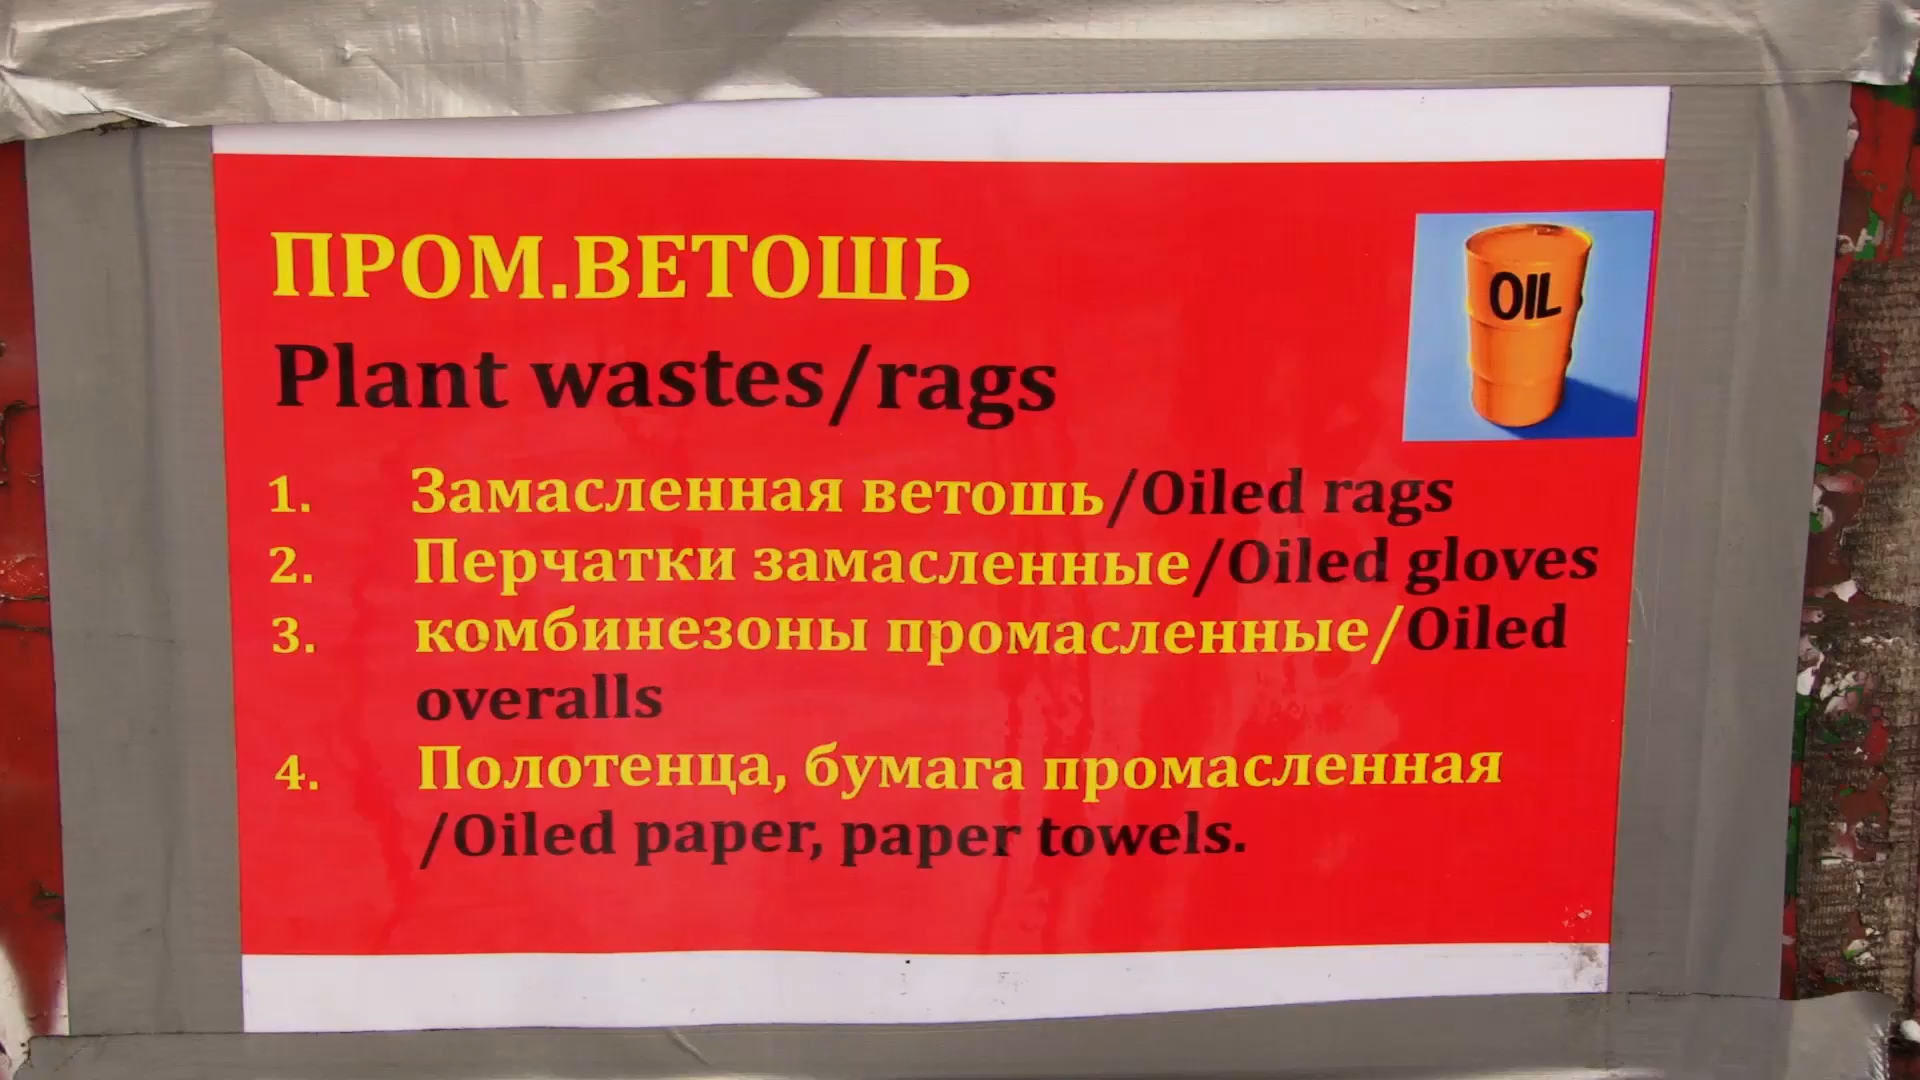 ПРОМ.ВЕТОШЬ
OIL
Plant wastes/rags
1. Замасленная ветошь/Oiled rags
2. Перчатки замасленные/Oiled gloves
3. комбинезоны промасленные/Oiled
overalls
4. Полотенца, бумага промасленная
/Oiled paper, paper towels.